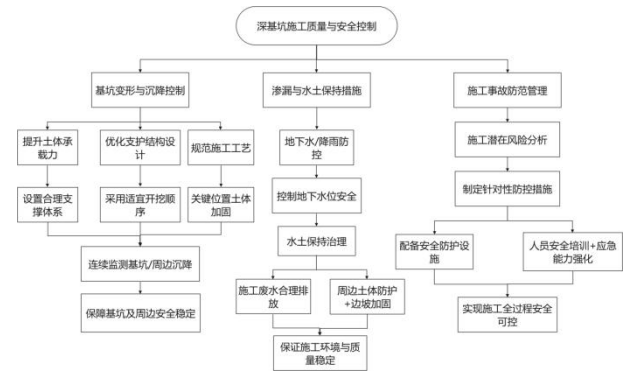 深基坑施工质量与安全控制
基坑变形与沉降控制
渗漏与水土保持措施
施工事故防范管理
提升土体承
载力
优化支护结构设
计
规范施工工艺
地下水/降雨防
控
施工潜在风险分析
设置合理支
撑体系
采用适宜开挖顺
序
关键位置土体
加固
控制地下水位安全
制定针对性防控措施
连续监测基坑/周边沉降
水土保持治理
配备安全防护设
施
人员安全培训+应急
能力强化
保障基坑及周边安全稳定
施工废水合理排
放
周边土体防护
+边坡加固
实现施工全过程安全
可控
保证施工环境与质
量稳定